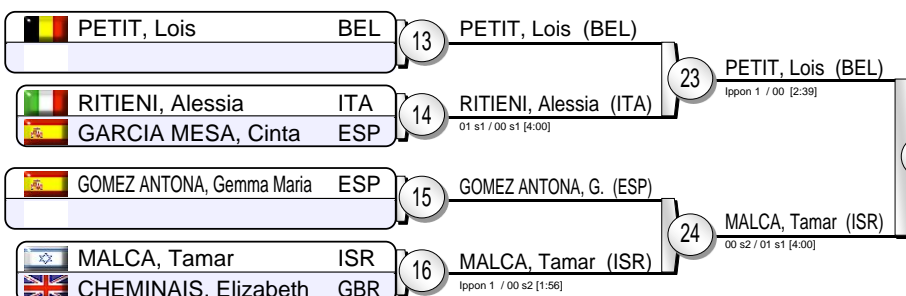 PETIT, Lois BEL
13
PETIT, Lois (BEL)
23
PETIT, Lois (BEL)
Ippon 1 / 00 [2:39]
RITIENI, Alessia ITA
14
RITIENI, Alessia (ITA)
01 s1 / 00 s1 [4:00]
GARCIA MESA, Cinta ESP
GOMEZ ANTONA, Gemma Maria ESP
15
GOMEZ ANTONA, G. (ESP)
24
MALCA, Tamar (ISR)
00 s2 / 01 s1 [4:00]
MALCA, Tamar ISR
16
MALCA, Tamar (ISR)
Ippon 1 / 00 s2 [1:56]
CHEMINAIS, Elizabeth GBR